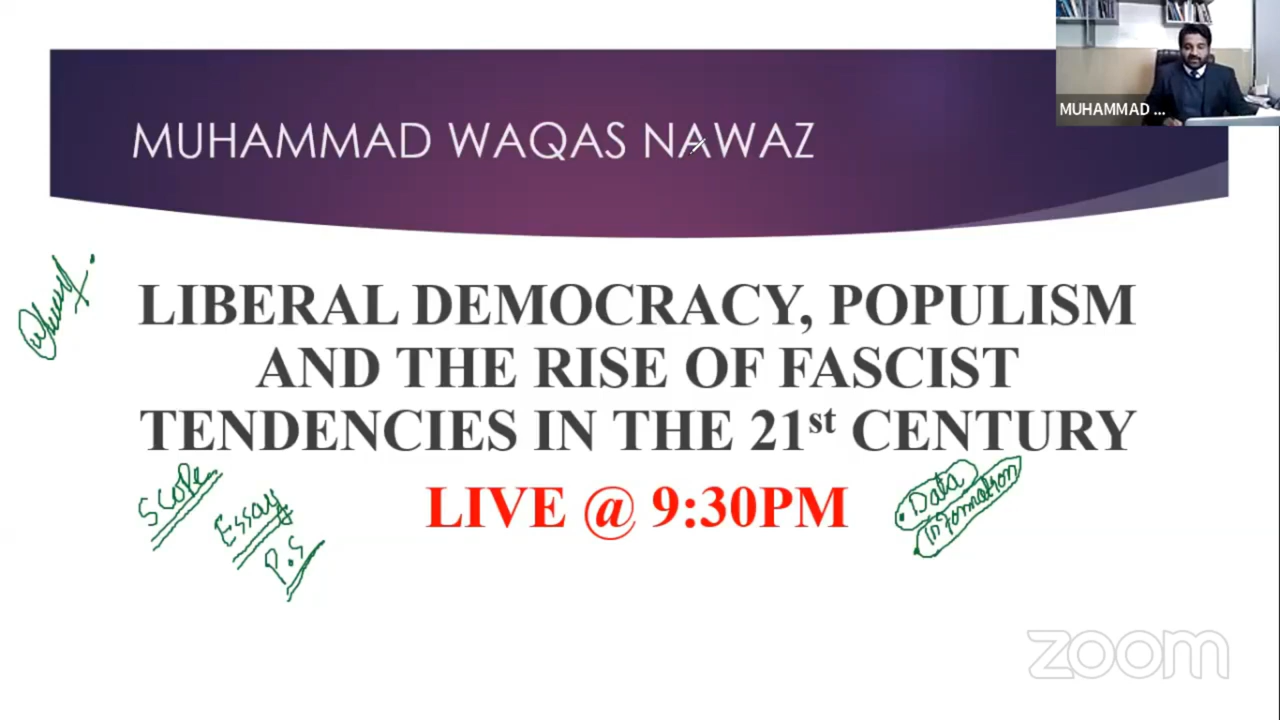 MUHAMMAD ...
MUHAMMAD WAQAS NAWAZ
LIBERAL DEMOCRACY, POPULISM
AND THE RISE OF FASCIST
TENDENCIES IN THE 21st CENTURY
LIVE @ 9:30PM
Scope
Essay
P.S
Data
Information
zoom